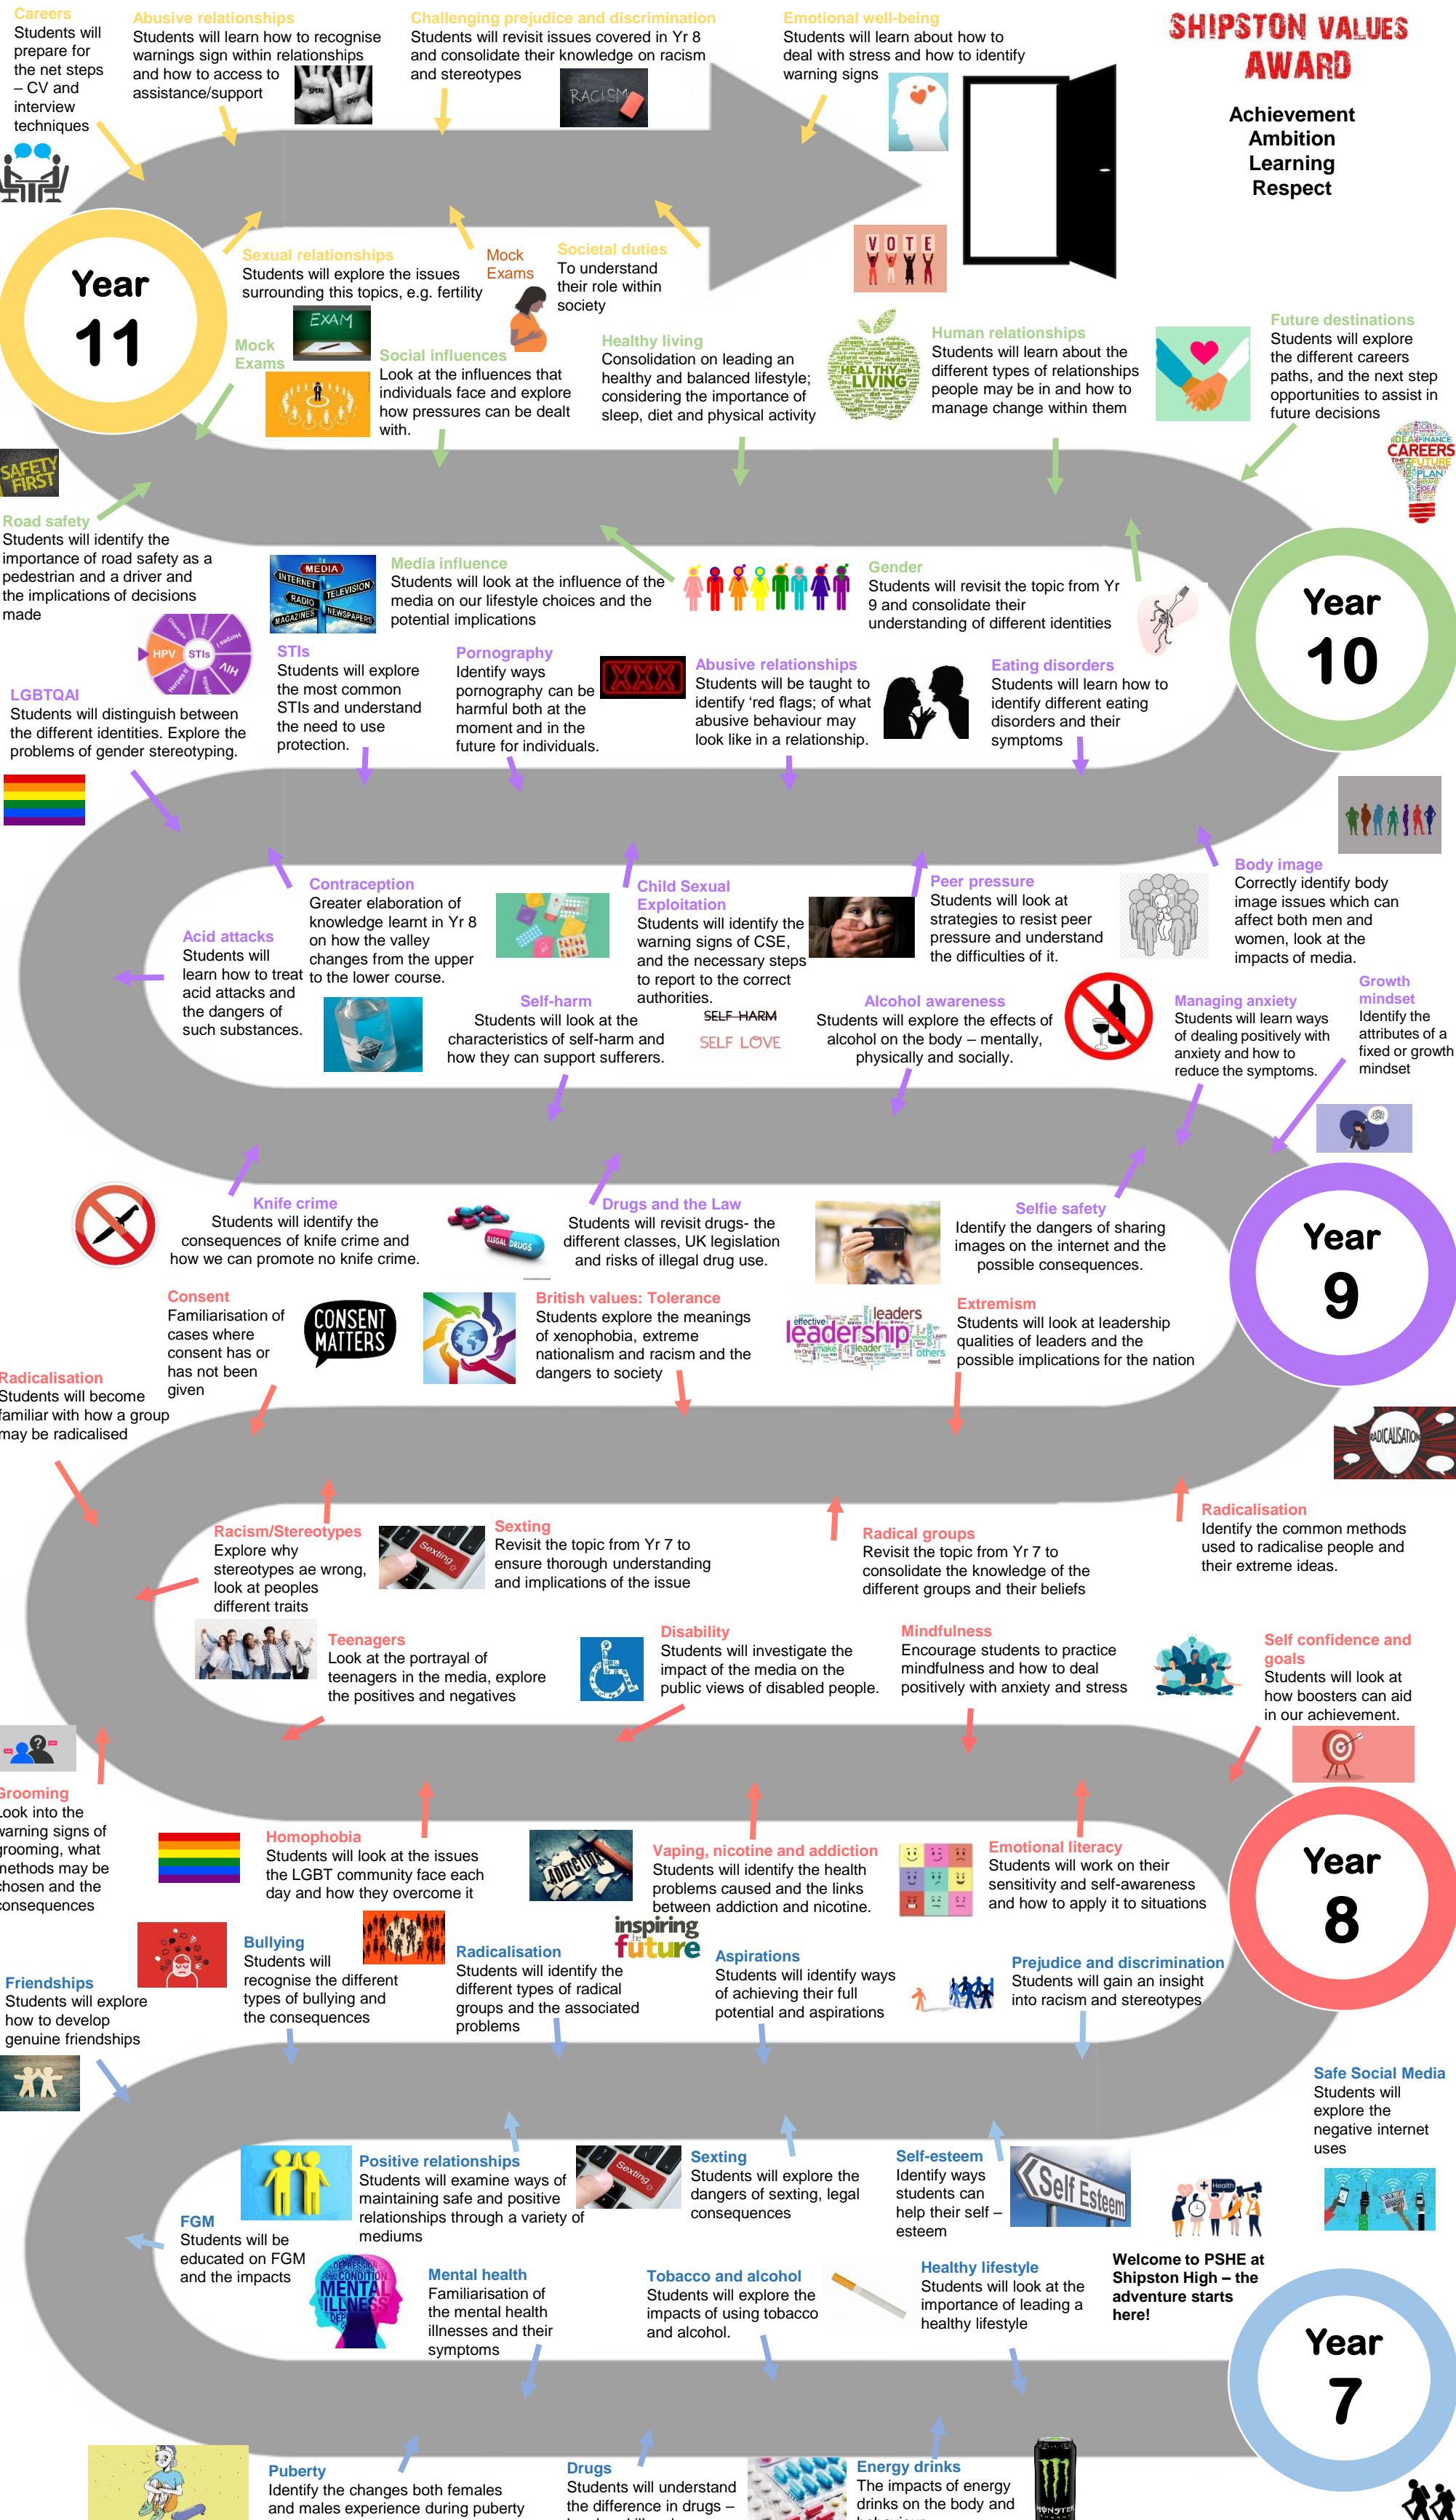 Careers
Students will
prepare for
the net steps
– CV and
interview
techniques
Abusive relationships
Students will learn how to recognise
warnings sign within relationships
and how to access to
assistance/support
SPEAK OUT
Challenging prejudice and discrimination
Students will revisit issues covered in Yr 8
and consolidate their knowledge on racism
and stereotypes
RACISM
Emotional well-being
Students will learn about how to
deal with stress and how to identify
warning signs
SHIPSTON VALUES
AWARD
Achievement
Ambition
Learning
Respect
Year
11
Sexual relationships
Students will explore the issues
surrounding this topics, e.g. fertility
Mock
Exams
Societal duties
To understand
their role within
society
VOTE
Mock
Exams
EXAM
Social influences
Look at the influences that
individuals face and explore
how pressures can be dealt
with.
Healthy living
Consolidation on leading an
healthy and balanced lifestyle;
considering the importance of
sleep, diet and physical activity
HEALTHY
LIVING
Human relationships
Students will learn about the
different types of relationships
people may be in and how to
manage change within them
Future destinations
Students will explore
the different careers
paths, and the next step
opportunities to assist in
future decisions
JOBS
IDEA FINANCE
CAREERS
TIME FUTURE
PLAN
IDEA
SAFETY
FIRST
Road safety
Students will identify the
importance of road safety as a
pedestrian and a driver and
the implications of decisions
made
MEDIA
INTERNET
TELEVISION
RADIO
MAGAZINES
NEWSPAPERS
Media influence
Students will look at the influence of the
media on our lifestyle choices and the
potential implications
Gender
Students will revisit the topic from Yr
9 and consolidate their
understanding of different identities
Year
10
HPV
STIs
Herpes
HIV
LGBTQAI
Students will distinguish between
the different identities. Explore the
problems of gender stereotyping.
STIs
Students will explore
the most common
STIs and understand
the need to use
protection.
Pornography
Identify ways
pornography can be
harmful both at the
moment and in the
future for individuals.
XXX
Abusive relationships
Students will be taught to
identify ‘red flags; of what
abusive behaviour may
look like in a relationship.
Eating disorders
Students will learn how to
identify different eating
disorders and their
symptoms
Acid attacks
Students will
learn how to treat
acid attacks and
the dangers of
such substances.
Contraception
Greater elaboration of
knowledge learnt in Yr 8
on how the valley
changes from the upper
to the lower course.
Child Sexual
Exploitation
Students will identify the
warning signs of CSE,
and the necessary steps
to report to the correct
authorities.
Peer pressure
Students will look at
strategies to resist peer
pressure and understand
the difficulties of it.
Body image
Correctly identify body
image issues which can
affect both men and
women, look at the
impacts of media.
Self-harm
Students will look at the
characteristics of self-harm and
how they can support sufferers.
SELF HARM
SELF LOVE
Alcohol awareness
Students will explore the effects of
alcohol on the body – mentally,
physically and socially.
Managing anxiety
Students will learn ways
of dealing positively with
anxiety and how to
reduce the symptoms.
Growth
mindset
Identify the
attributes of a
fixed or growth
mindset
Knife crime
Students will identify the
consequences of knife crime and
how we can promote no knife crime.
ILLEGAL DRUGS
Drugs and the Law
Students will revisit drugs- the
different classes, UK legislation
and risks of illegal drug use.
Selfie safety
Identify the dangers of sharing
images on the internet and the
possible consequences.
Year
9
Radicalisation
Students will become
familiar with how a group
may be radicalised
Consent
Familiarisation of
cases where
consent has or
has not been
given
CONSENT
MATTERS
British values: Tolerance
Students explore the meanings
of xenophobia, extreme
nationalism and racism and the
dangers to society
leaders
effective
leadership
make
leader
others
need
Extremism
Students will look at leadership
qualities of leaders and the
possible implications for the nation
RADICALISATION
Racism/Stereotypes
Explore why
stereotypes ae wrong,
look at peoples
different traits
Sexting
Sexting
Revisit the topic from Yr 7 to
ensure thorough understanding
and implications of the issue
Radical groups
Revisit the topic from Yr 7 to
consolidate the knowledge of the
different groups and their beliefs
Radicalisation
Identify the common methods
used to radicalise people and
their extreme ideas.
Teenagers
Look at the portrayal of
teenagers in the media, explore
the positives and negatives
Disability
Students will investigate the
impact of the media on the
public views of disabled people.
Mindfulness
Encourage students to practice
mindfulness and how to deal
positively with anxiety and stress
Self confidence and
goals
Students will look at
how boosters can aid
in our achievement.
Grooming
Look into the
warning signs of
grooming, what
methods may be
chosen and the
consequences
Homophobia
Students will look at the issues
the LGBT community face each
day and how they overcome it
ADDICTION
Vaping, nicotine and addiction
Students will identify the health
problems caused and the links
between addiction and nicotine.
Emotional literacy
Students will work on their
sensitivity and self-awareness
and how to apply it to situations
Year
8
Friendships
Students will explore
how to develop
genuine friendships
Bullying
Students will
recognise the different
types of bullying and
the consequences
Radicalisation
Students will identify the
different types of radical
groups and the associated
problems
inspiring
the
future
Aspirations
Students will identify ways
of achieving their full
potential and aspirations
Prejudice and discrimination
Students will gain an insight
into racism and stereotypes
Safe Social Media
Students will
explore the
negative internet
uses
FGM
Students will be
educated on FGM
and the impacts
Positive relationships
Students will examine ways of
maintaining safe and positive
relationships through a variety of
mediums
Sexting
Sexting
Students will explore the
dangers of sexting, legal
consequences
Self-esteem
Identify ways
students can
help their self –
esteem
Self Esteem
Health
Welcome to PSHE at
Shipston High – the
adventure starts
here!
DEPRESSION
CONDITION
MENTAL
ILLNESS
Mental health
Familiarisation of
the mental health
illnesses and their
symptoms
Tobacco and alcohol
Students will explore the
impacts of using tobacco
and alcohol.
Healthy lifestyle
Students will look at the
importance of leading a
healthy lifestyle
Year
7
Puberty
Identify the changes both females
and males experience during puberty
Drugs
Students will understand
the difference in drugs –
Energy drinks
The impacts of energy
drinks on the body and
MONSTER